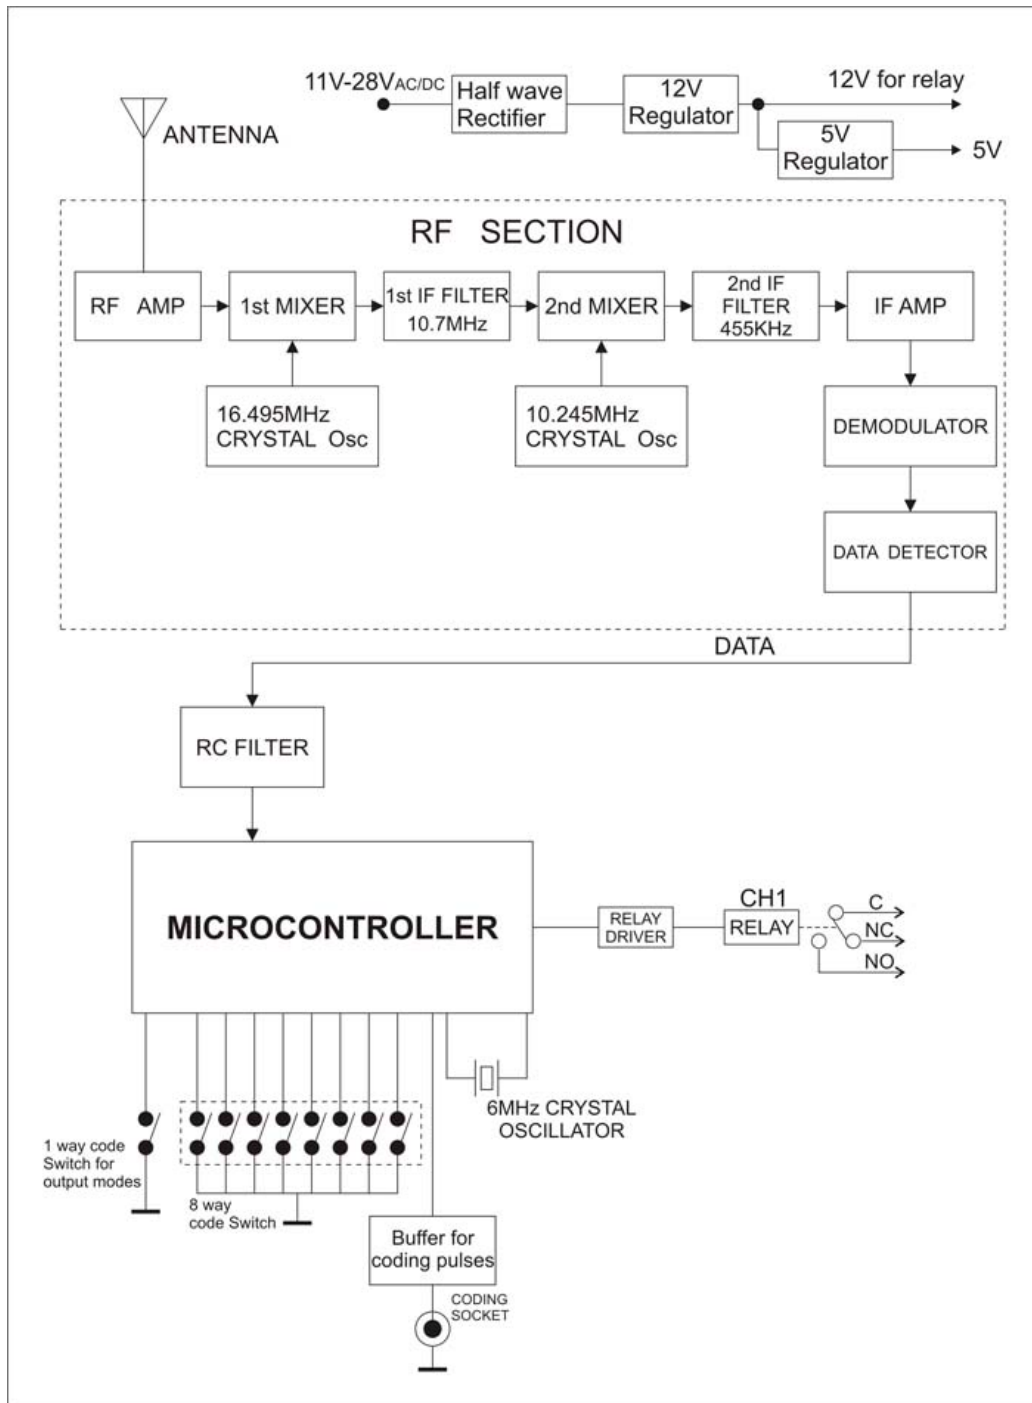 11V-28VAC/DC
Half wave
Rectifier
12V
Regulator
12V for relay
5V
Regulator
5V
ANTENNA
RF SECTION
RF AMP
1st MIXER
1st IF FILTER
10.7MHz
2nd MIXER
2nd IF
FILTER
455KHz
IF AMP
16.495MHz
CRYSTAL Osc
10.245MHz
CRYSTAL Osc
DEMODULATOR
DATA DETECTOR
DATA
RC FILTER
MICROCONTROLLER
RELAY
DRIVER
CH1
RELAY
C
NC
NO
6MHz CRYSTAL
OSCILLATOR
1 way code
Switch for
output modes
8 way
code Switch
Buffer for
coding pulses
CODING
SOCKET